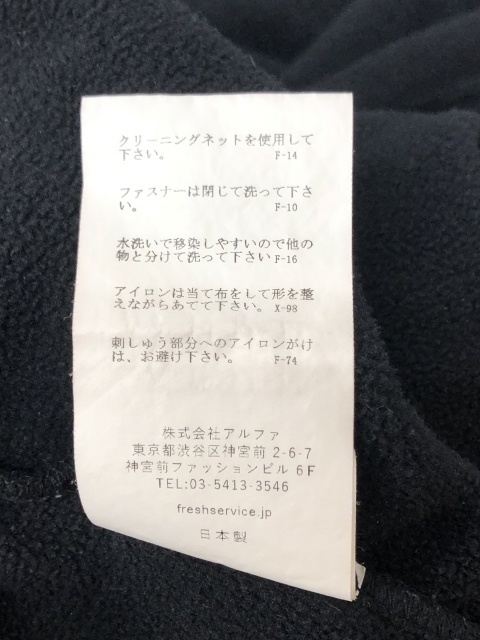 クリーニングネットを使用して
下さい。 F-14
ファスナーは閉じて洗って下さ
い。 F-10
水洗いで移染しやすいので他の
物と分けて洗って下さい F-16
アイロンは当て布をして形を整
えながらあてて下さい。 X-98
刺しゅう部分へのアイロンがけ
は、お避け下さい。 F-74
株式会社アルファ
東京都渋谷区神宮前 2-6-7
神宮前ファッションビル 6F
TEL:03-5413-3546
freshservice.jp
日本製